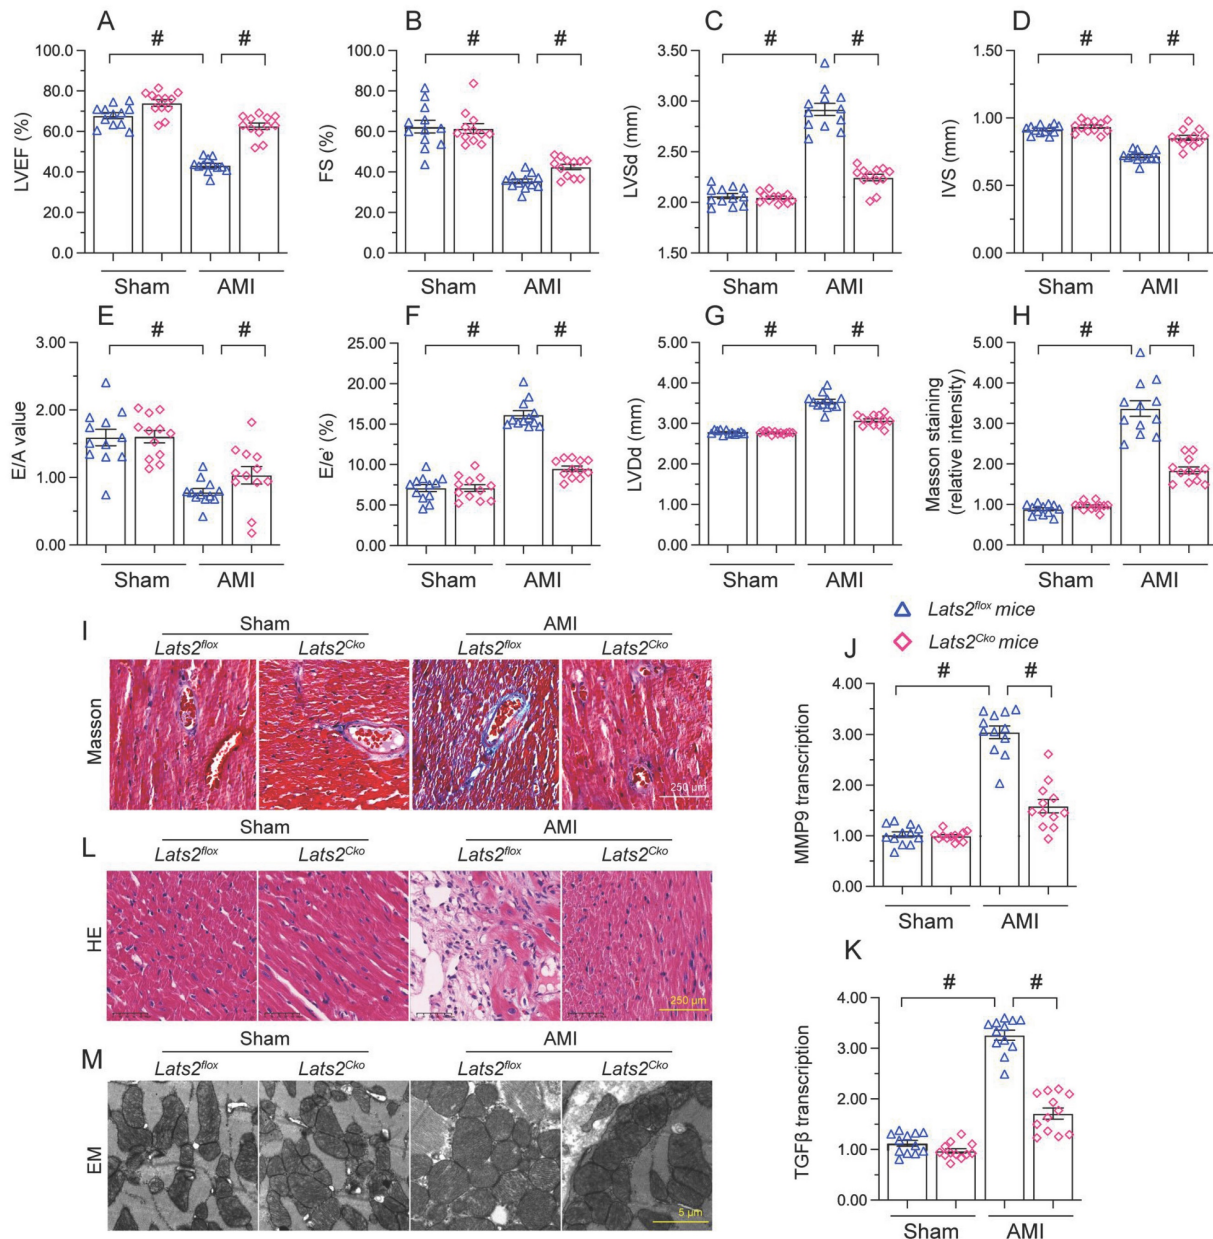 A
B
C
D
#
#
#
#
#
#
#
#
LVEF (%)
100.0
80.0
60.0
40.0
20.0
0.0
Sham
AMI
FS (%)
100.0
80.0
60.0
40.0
20.0
0.0
Sham
AMI
LVSd (mm)
3.50
3.00
2.50
2.00
1.50
Sham
AMI
IVS (mm)
1.50
1.00
0.50
0.00
Sham
AMI
E
F
G
H
#
#
#
#
#
#
#
#
E/A value
3.00
2.00
1.00
0.00
Sham
AMI
E/e' (%)
25.00
20.00
15.00
10.00
5.00
0.00
Sham
AMI
LVDd (mm)
5.00
4.00
3.00
2.00
1.00
0.00
Sham
AMI
Masson staining
(relative intensity)
5.00
4.00
3.00
2.00
1.00
0.00
Sham
AMI
I
Sham
AMI
Lats2flox
Lats2Cko
Lats2flox
Lats2Cko
Masson
250 µm
Lats2flox mice
Lats2Cko mice
J
#
#
MMP9 transcription
4.00
3.00
2.00
1.00
0.00
Sham
AMI
L
Sham
AMI
Lats2flox
Lats2Cko
Lats2flox
Lats2Cko
HE
250 µm
K
#
#
TGFβ transcription
4.00
3.00
2.00
1.00
0.00
Sham
AMI
M
Sham
AMI
Lats2flox
Lats2Cko
Lats2flox
Lats2Cko
EM
5 µm